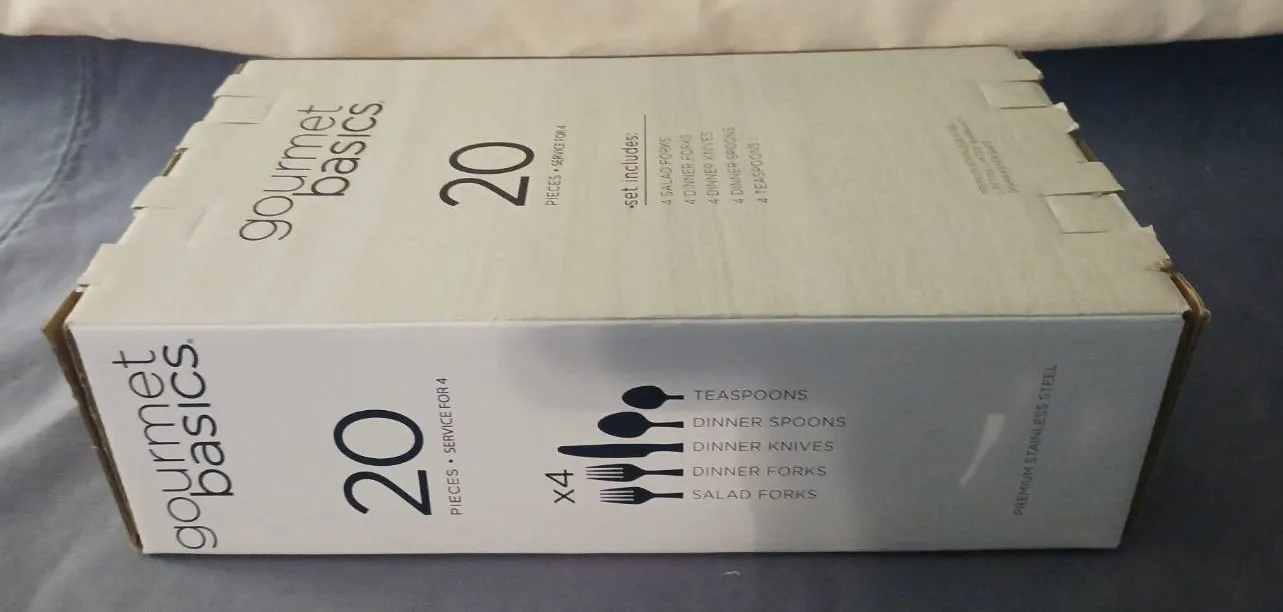 gourmet
basics®
20
PIECES • SERVICE FOR 4
•set includes:
4 SALAD FORKS
4 DINNER FORKS
4 DINNER KNIVES
4 DINNER SPOONS
4 TEASPOONS
gourmet
basics®
20
PIECES • SERVICE FOR 4
x4
TEASPOONS
DINNER SPOONS
DINNER KNIVES
DINNER FORKS
SALAD FORKS
PREMIUM STAINLESS STEEL